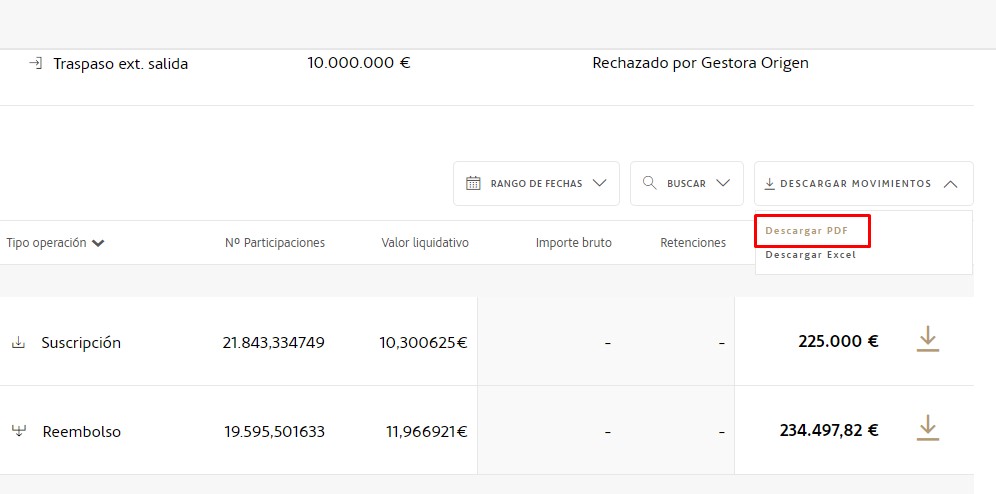 Traspaso ext. salida 10.000.000 € Rechazado por Gestora Origen
RANGO DE FECHAS BUSCAR DESCARGAR MOVIMIENTOS
Descargar PDF
Descargar Excel
Tipo operación Nº Participaciones Valor liquidativo Importe bruto Retenciones
Suscripción 21.843,334749 10,300625€ - - 225.000 €
Reembolso 19.595,501633 11,966921€ - - 234.497,82 €